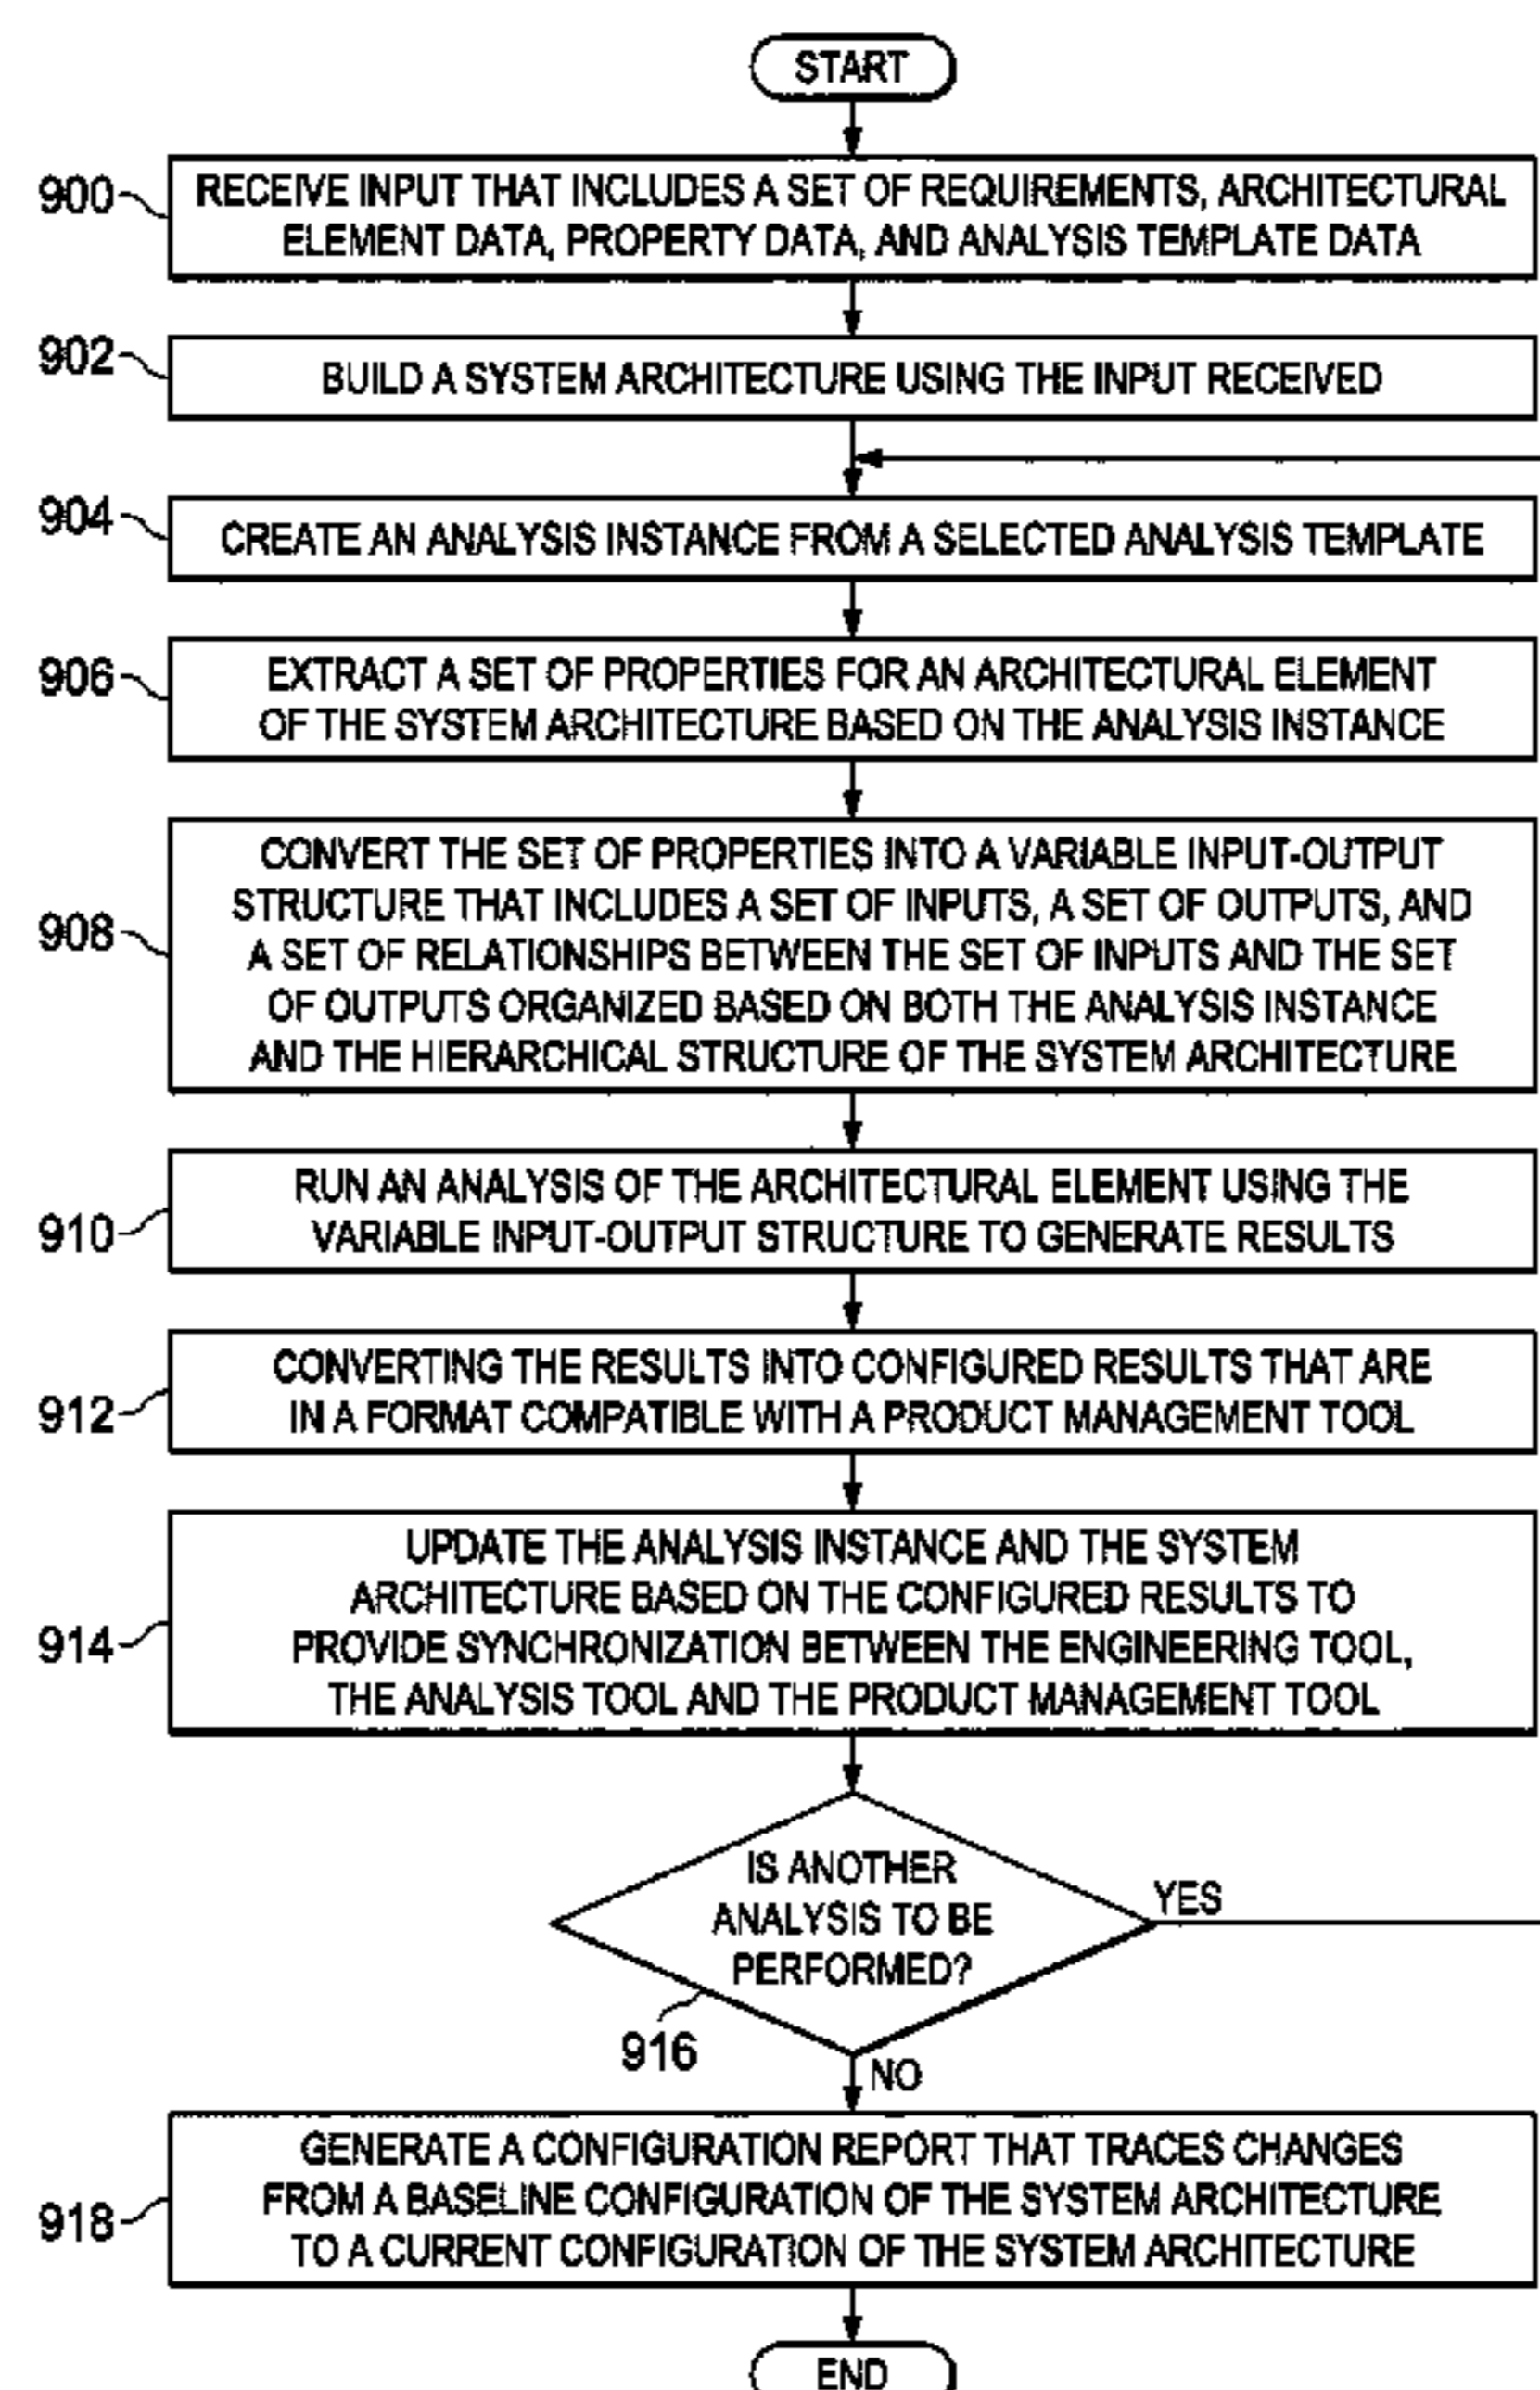 START
900
RECEIVE INPUT THAT INCLUDES A SET OF REQUIREMENTS, ARCHITECTURAL
ELEMENT DATA, PROPERTY DATA, AND ANALYSIS TEMPLATE DATA
902
BUILD A SYSTEM ARCHITECTURE USING THE INPUT RECEIVED
904
CREATE AN ANALYSIS INSTANCE FROM A SELECTED ANALYSIS TEMPLATE
906
EXTRACT A SET OF PROPERTIES FOR AN ARCHITECTURAL ELEMENT
OF THE SYSTEM ARCHITECTURE BASED ON THE ANALYSIS INSTANCE
908
CONVERT THE SET OF PROPERTIES INTO A VARIABLE INPUT-OUTPUT
STRUCTURE THAT INCLUDES A SET OF INPUTS, A SET OF OUTPUTS, AND
A SET OF RELATIONSHIPS BETWEEN THE SET OF INPUTS AND THE SET
OF OUTPUTS ORGANIZED BASED ON BOTH THE ANALYSIS INSTANCE
AND THE HIERARCHICAL STRUCTURE OF THE SYSTEM ARCHITECTURE
910
RUN AN ANALYSIS OF THE ARCHITECTURAL ELEMENT USING THE
VARIABLE INPUT-OUTPUT STRUCTURE TO GENERATE RESULTS
912
CONVERTING THE RESULTS INTO CONFIGURED RESULTS THAT ARE
IN A FORMAT COMPATIBLE WITH A PRODUCT MANAGEMENT TOOL
914
UPDATE THE ANALYSIS INSTANCE AND THE SYSTEM
ARCHITECTURE BASED ON THE CONFIGURED RESULTS TO
PROVIDE SYNCHRONIZATION BETWEEN THE ENGINEERING TOOL,
THE ANALYSIS TOOL AND THE PRODUCT MANAGEMENT TOOL
IS ANOTHER
ANALYSIS TO BE
PERFORMED?
YES
916
NO
918
GENERATE A CONFIGURATION REPORT THAT TRACES CHANGES
FROM A BASELINE CONFIGURATION OF THE SYSTEM ARCHITECTURE
TO A CURRENT CONFIGURATION OF THE SYSTEM ARCHITECTURE
END